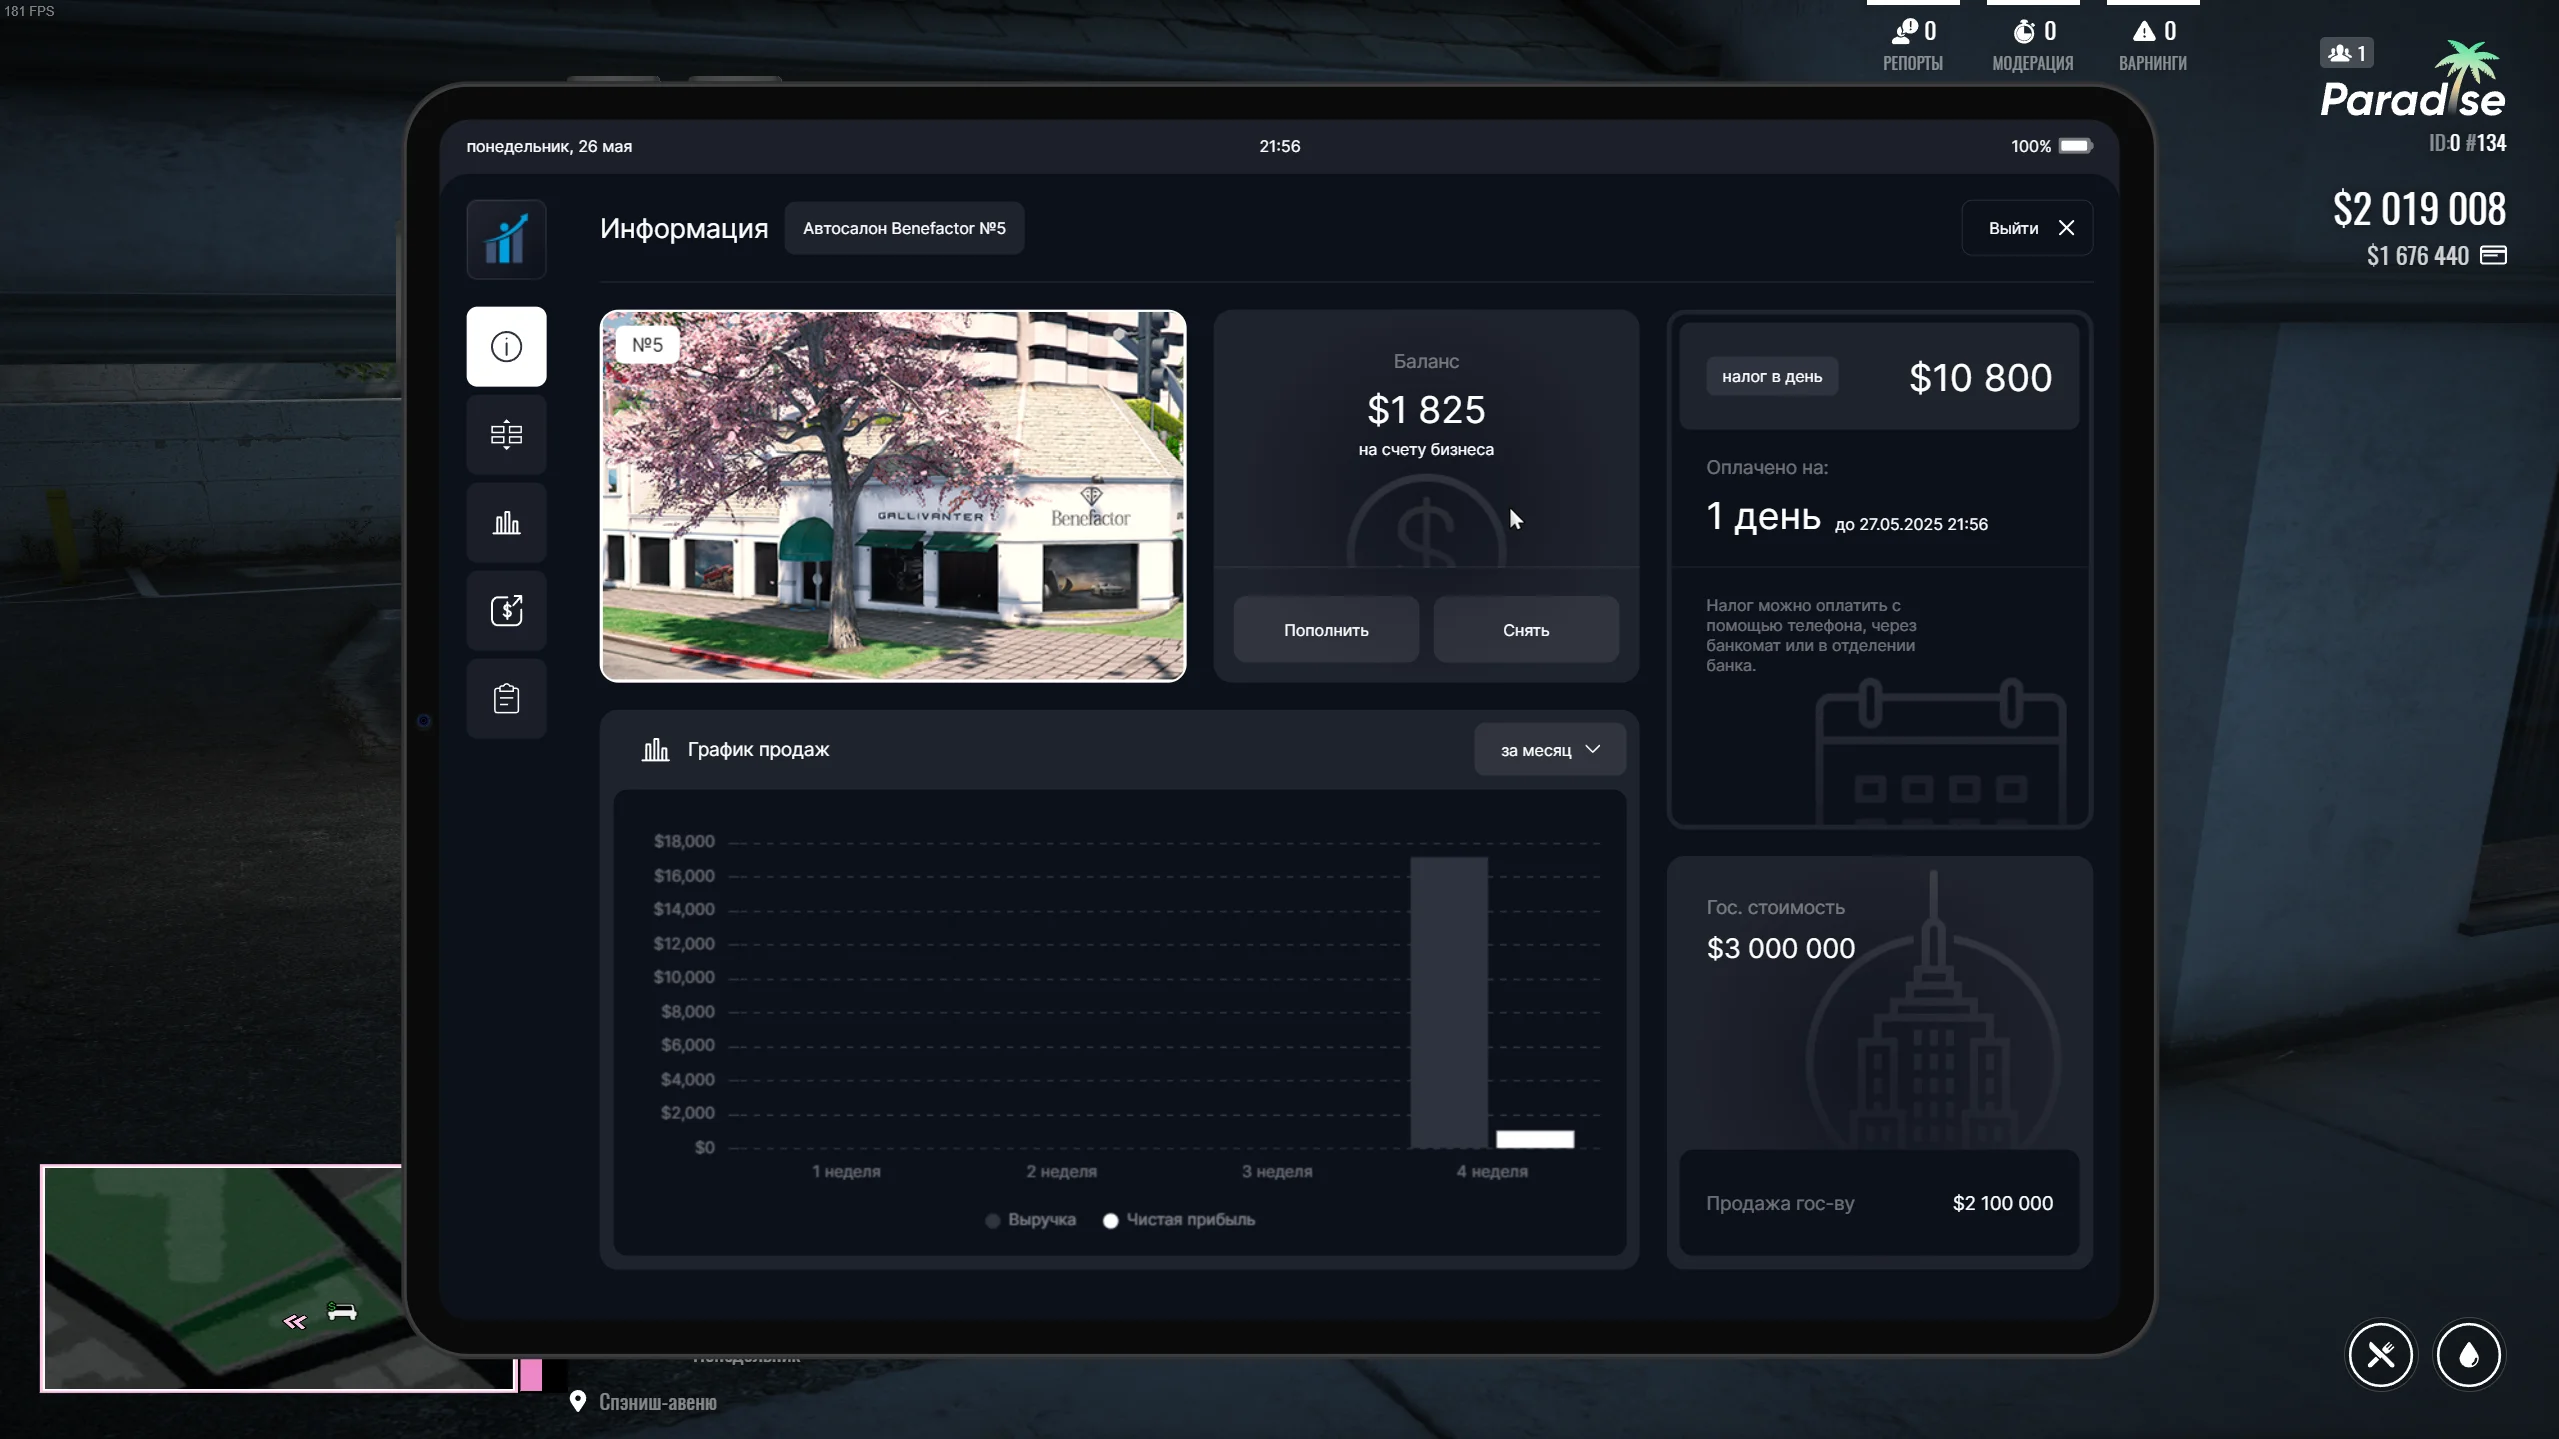 181 FPS
0
РЕПОРТЫ
0
МОДЕРАЦИЯ
0
ВАРНИНГИ
1
Paradise
ID:0 #134
$2 019 008
$1 676 440
понедельник, 26 мая
21:56
100%
Информация
Автосалон Benefactor №5
Выйти
№5
GALLIVANTER
Benefactor
Баланс
$1 825
на счету бизнеса
Пополнить
Снять
налог в день
$10 800
Оплачено на:
1 день до 27.05.2025 21:56
Налог можно оплатить с
помощью телефона, через
банкомат или в отделении
банка.
График продаж
за месяц
$18,000
$16,000
$14,000
$12,000
$10,000
$8,000
$6,000
$4,000
$2,000
$0
1 неделя
2 неделя
3 неделя
4 неделя
Выручка
Чистая прибыль
Гос. стоимость
$3 000 000
Продажа гос-ву
$2 100 000
Понедельник
Спэниш-авеню